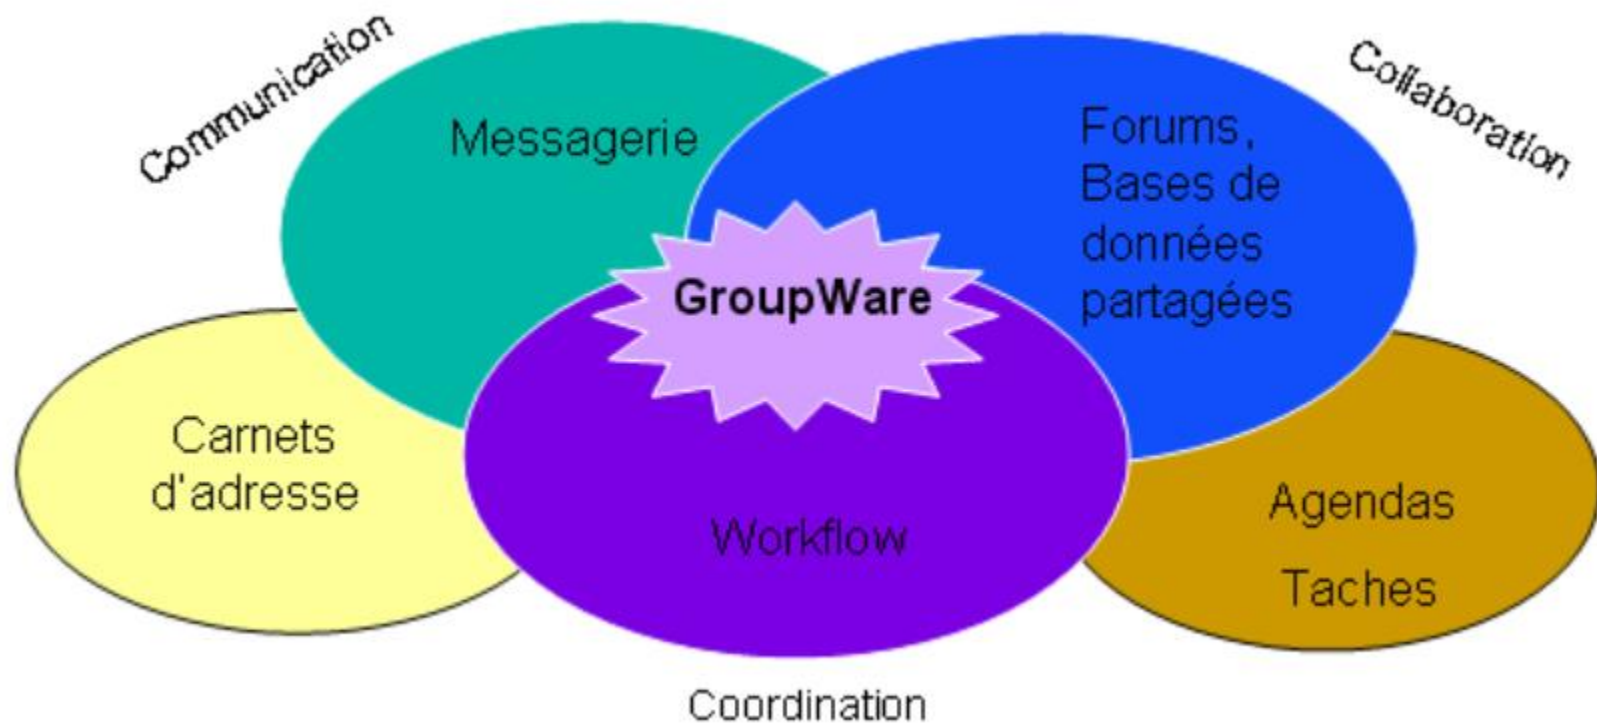 Communication
Collaboration
Messagerie
Forums,
Bases de
données
partagées
GroupWare
Carnets
d'adresse
Workflow
Agendas
Taches
Coordination